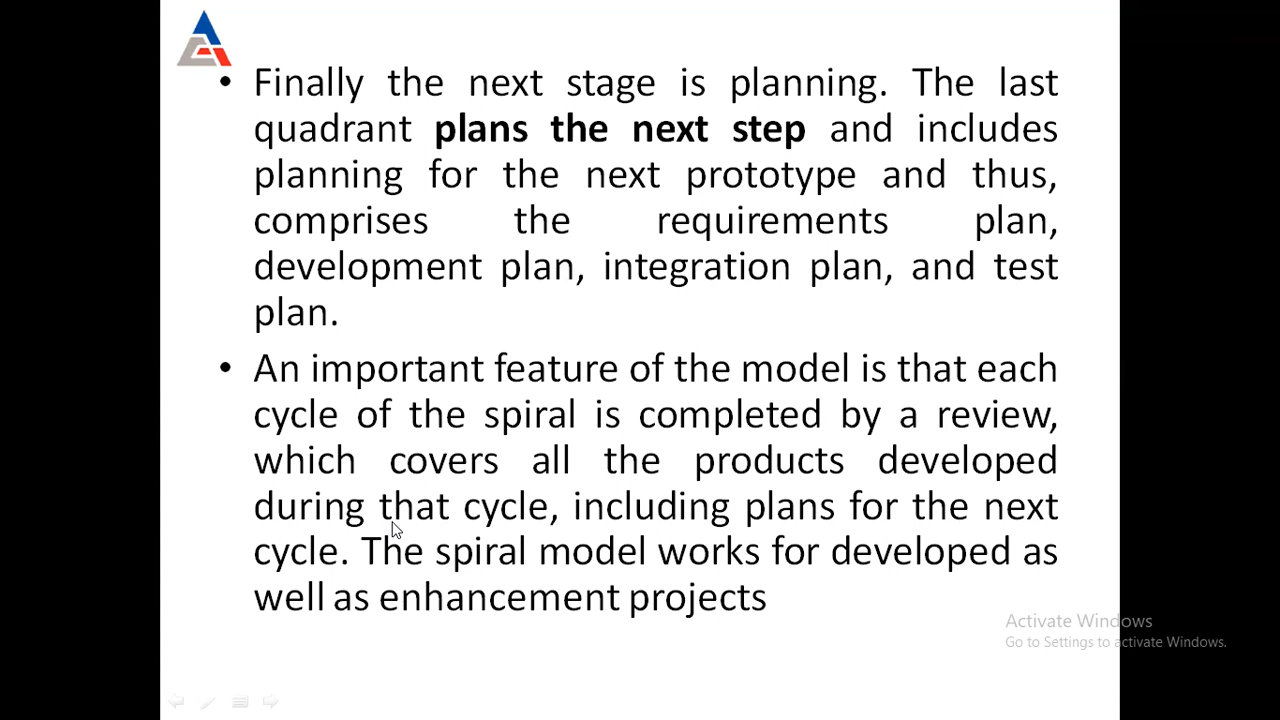 • Finally the next stage is planning. The last
quadrant plans the next step and includes
planning for the next prototype and thus,
comprises the requirements plan,
development plan, integration plan, and test
plan.
• An important feature of the model is that each
cycle of the spiral is completed by a review,
which covers all the products developed
during that cycle, including plans for the next
cycle. The spiral model works for developed as
well as enhancement projects
Activate Windows
Go to Settings to activate Windows.